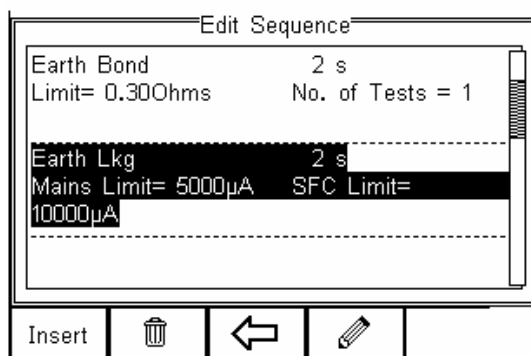 Edit Sequence
Earth Bond 2 s
Limit= 0.30Ohms No. of Tests = 1
Earth Lkg 2 s
Mains Limit= 5000µA SFC Limit=
10000µA
Insert